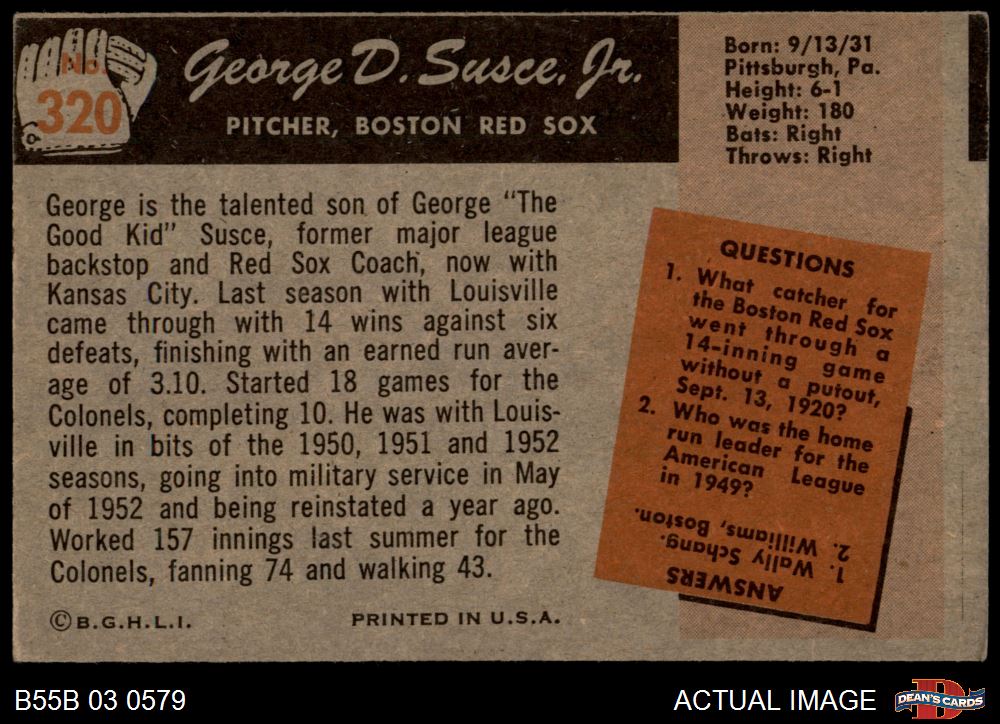 No.
320
George D. Susce, Jr.
PITCHER, BOSTON RED SOX
Born: 9/13/31
Pittsburgh, Pa.
Height: 6-1
Weight: 180
Bats: Right
Throws: Right
George is the talented son of George "The
Good Kid" Susce, former major league
backstop and Red Sox Coach, now with
Kansas City. Last season with Louisville
came through with 14 wins against six
defeats, finishing with an earned run aver-
age of 3.10. Started 18 games for the
Colonels, completing 10. He was with Louis-
ville in bits of the 1950, 1951 and 1952
seasons, going into military service in May
of 1952 and being reinstated a year ago.
Worked 157 innings last summer for the
Colonels, fanning 74 and walking 43.
©B.G.H.L.I.
PRINTED IN U.S.A.
QUESTIONS
1. What catcher for
the Boston Red Sox
went through a
14-inning game
without a putout,
Sept. 13, 1920?
2. Who was the home
run leader for the
American League
in 1949?
ANSWERS
1. Wally Schang.
2. Williams, Boston.
B55B 03 0579
ACTUAL IMAGE
D
DEAN'S CARDS